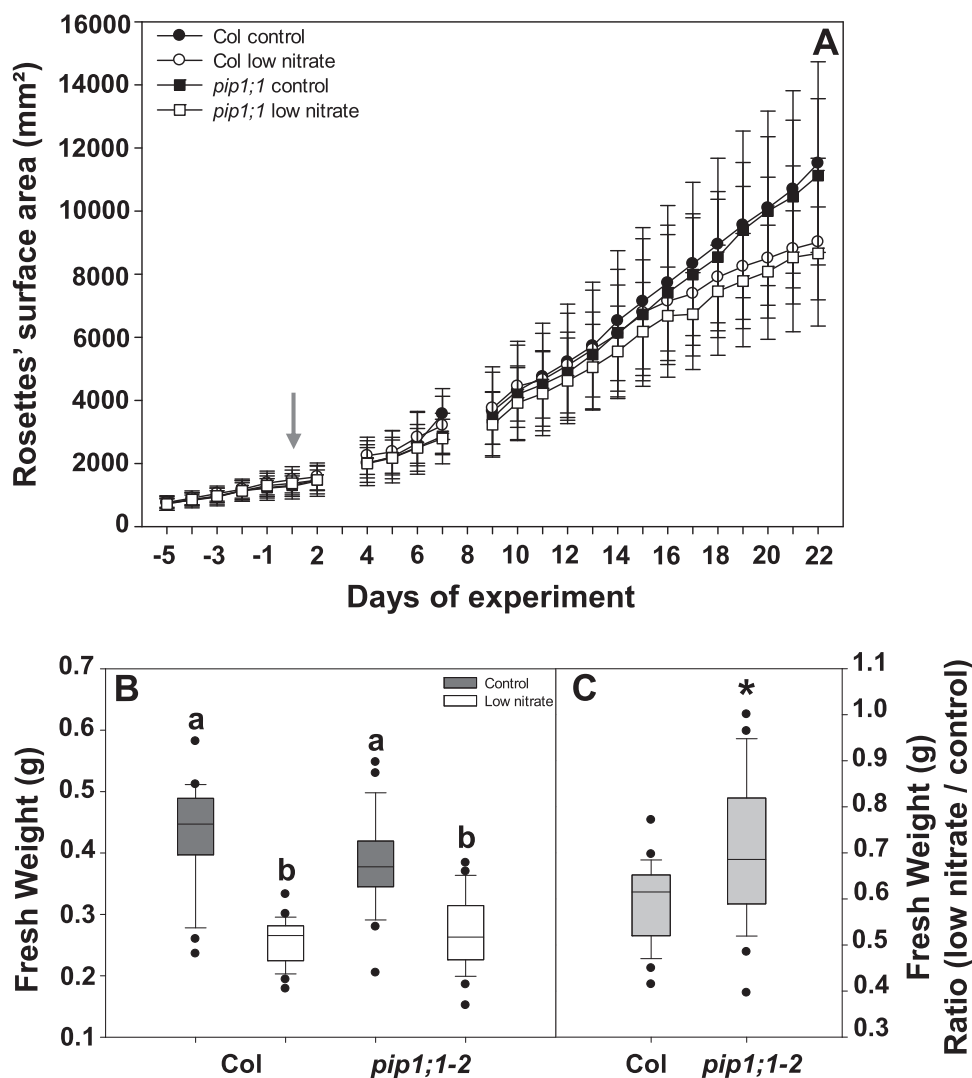 A
Col control
Col low nitrate
pip1;1 control
pip1;1 low nitrate
Rosettes' surface area (mm²)
16000
14000
12000
10000
8000
6000
4000
2000
0
-5 -3 -1 2 4 6 8 10 12 14 16 18 20 22
Days of experiment
B
Control
Low nitrate
Fresh Weight (g)
0.7
0.6
0.5
0.4
0.3
0.2
0.1
a
b
a
b
Col pip1;1-2
C
*
1.1
1.0
0.9
0.8
0.7
0.6
0.5
0.4
0.3
Fresh Weight (g)
Ratio (low nitrate / control)
Col pip1;1-2